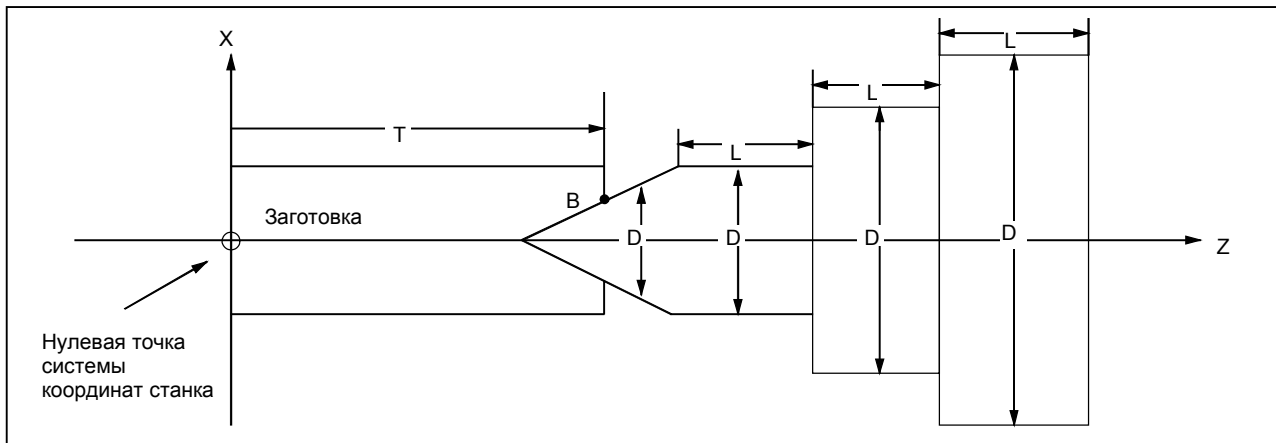 X
L
L
T
L
B
Заготовка
D
D
D
D
Z
Нулевая точка
системы
координат станка